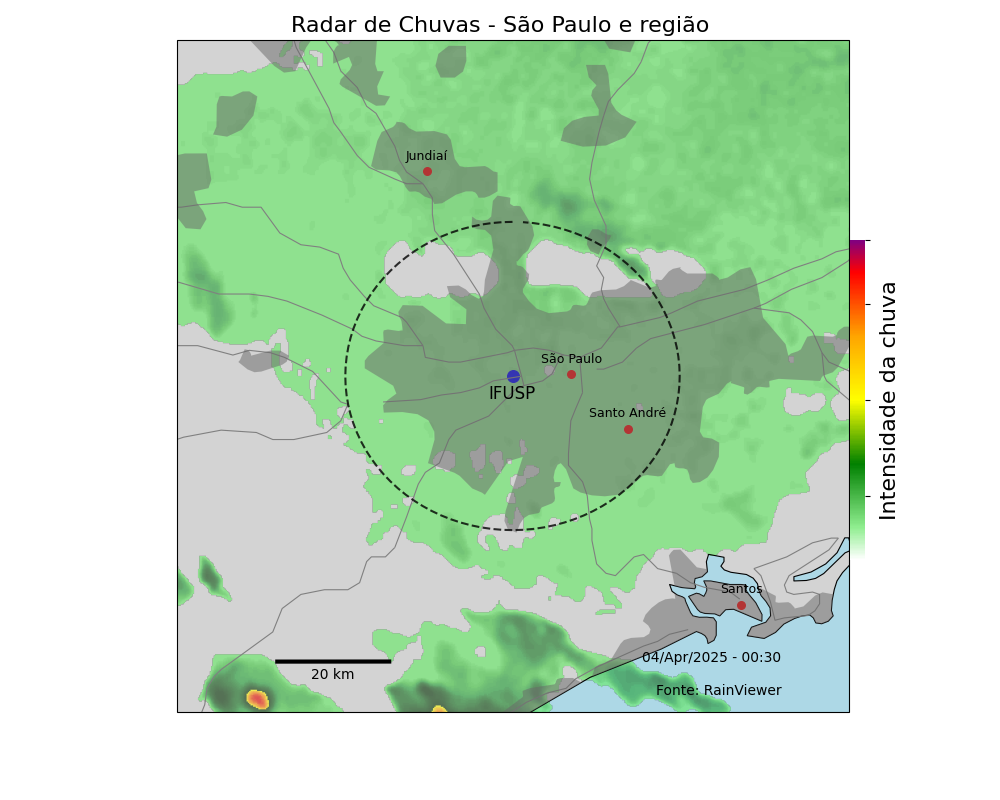 Radar de Chuvas - São Paulo e região
Jundiaí
São Paulo
IFUSP
Santo André
Intensidade da chuva
Santos
04/Apr/2025 - 00:30
20 km
Fonte: RainViewer